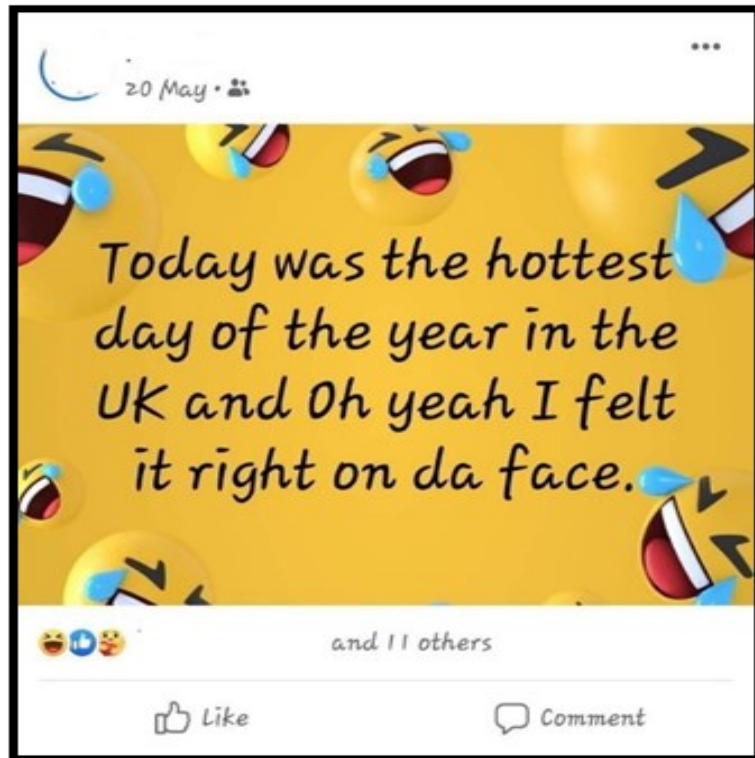 20 May
Today was the hottest
day of the year in the
UK and Oh yeah I felt
it right on da face.
and 11 others
Like
Comment